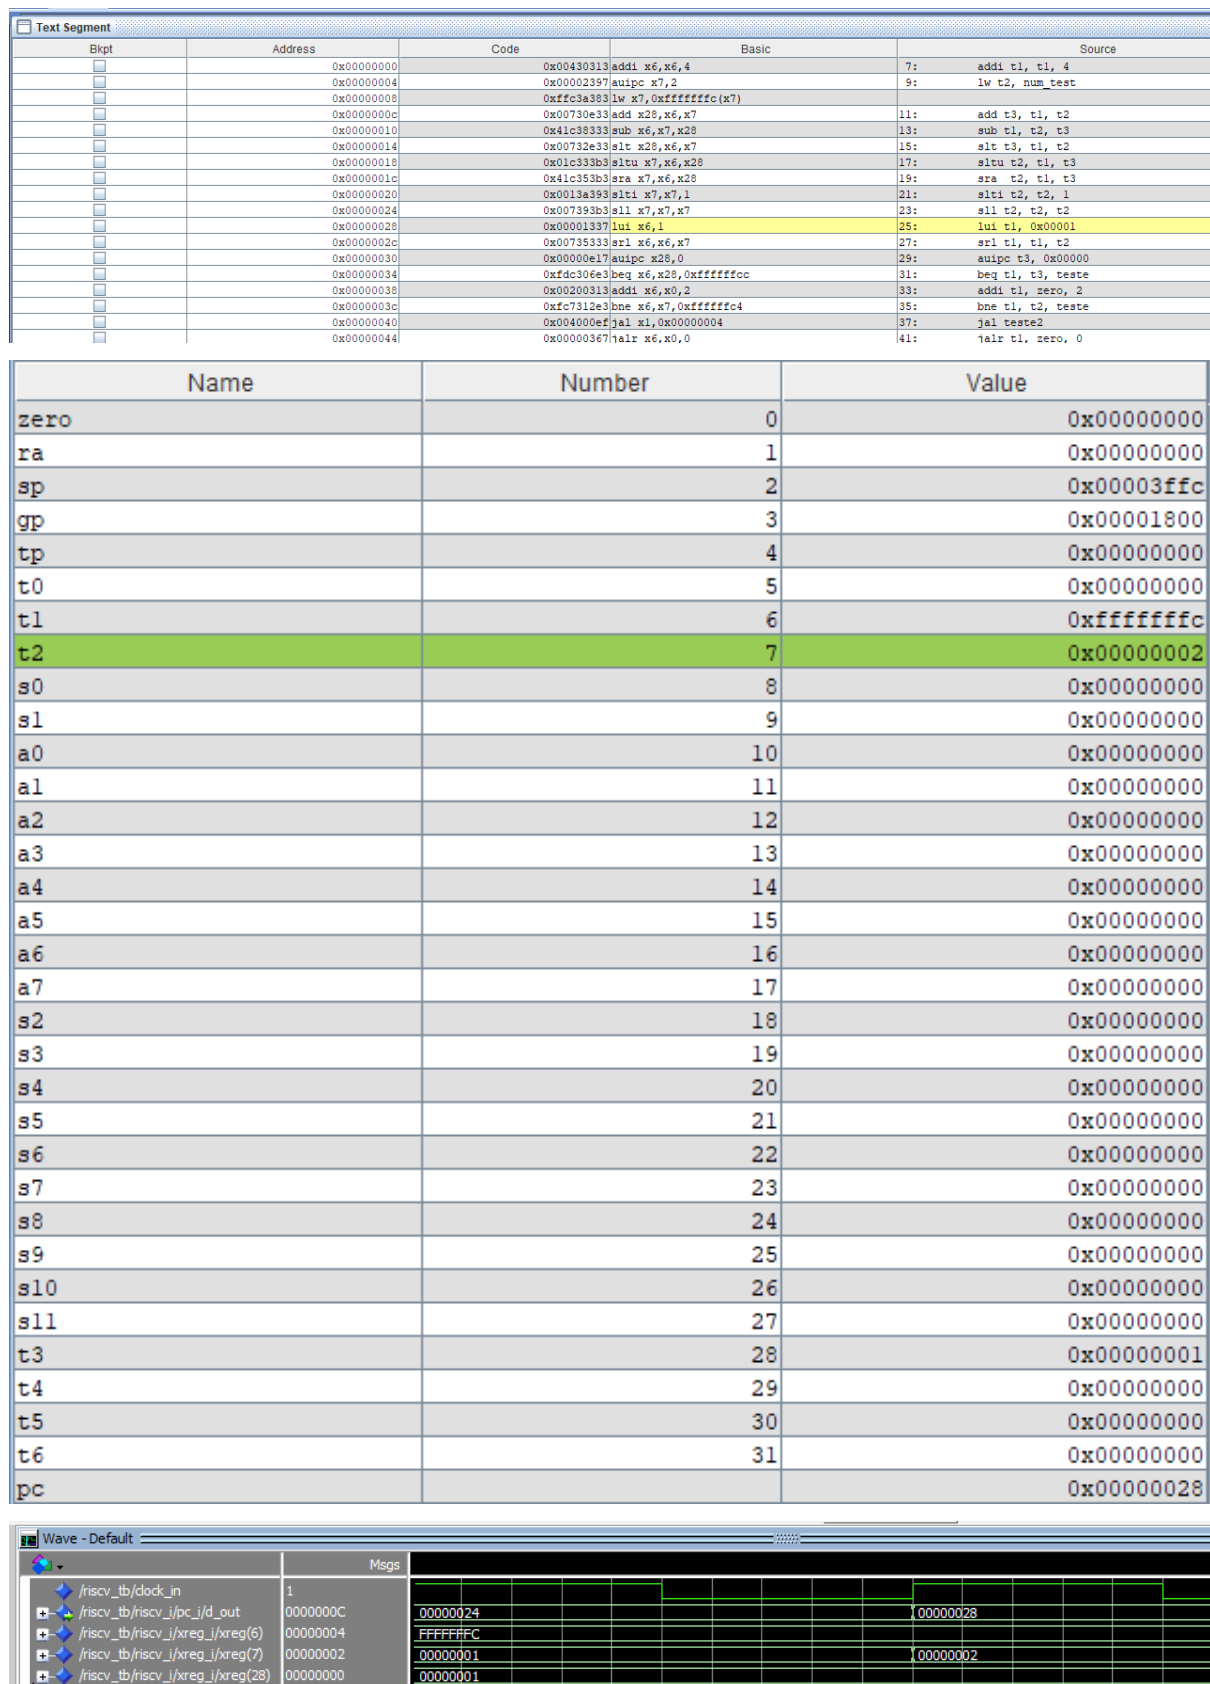 Text Segment
Bkpt Address Code Basic Source
0x00000000 0x00430313 addi x6,x6,4 7: addi t1, t1, 4
0x00000004 0x00002397 auipc x7,2 9: lw t2, num_test
0x00000008 0xffc3a383 lw x7,0xfffffffc(x7)
0x0000000c 0x00730e33 add x28,x6,x7 11: add t3, t1, t2
0x00000010 0x41c38333 sub x6,x7,x28 13: sub t1, t2, t3
0x00000014 0x00732e33 slt x28,x6,x7 15: slt t3, t1, t2
0x00000018 0x01c333b3 sltu x7,x6,x28 17: sltu t2, t1, t3
0x0000001c 0x41c353b3 sra x7,x6,x28 19: sra t2, t1, t3
0x00000020 0x0013a393 slti x7,x7,1 21: slti t2, t2, 1
0x00000024 0x007393b3 sll x7,x7,x7 23: sll t2, t2, t2
0x00000028 0x00001337 lui x6,1 25: lui t1, 0x00001
0x0000002c 0x00735333 srl x6,x6,x7 27: srl t1, t1, t2
0x00000030 0x00000e17 auipc x28,0 29: auipc t3, 0x00000
0x00000034 0xfdc306e3 beq x6,x28,0xffffffcc 31: beq t1, t3, teste
0x00000038 0x00200313 addi x6,x0,2 33: addi t1, zero, 2
0x0000003c 0xfc7312e3 bne x6,x7,0xffffffc4 35: bne t1, t2, teste
0x00000040 0x004000ef jal x1,0x00000004 37: jal teste2
0x00000044 0x00000367 jalr x6,x0,0 41: jalr t1, zero, 0
Name Number Value
zero 0 0x00000000
ra 1 0x00000000
sp 2 0x00003ffc
gp 3 0x00001800
tp 4 0x00000000
t0 5 0x00000000
t1 6 0xfffffffc
t2 7 0x00000002
s0 8 0x00000000
s1 9 0x00000000
a0 10 0x00000000
a1 11 0x00000000
a2 12 0x00000000
a3 13 0x00000000
a4 14 0x00000000
a5 15 0x00000000
a6 16 0x00000000
a7 17 0x00000000
s2 18 0x00000000
s3 19 0x00000000
s4 20 0x00000000
s5 21 0x00000000
s6 22 0x00000000
s7 23 0x00000000
s8 24 0x00000000
s9 25 0x00000000
s10 26 0x00000000
s11 27 0x00000000
t3 28 0x00000001
t4 29 0x00000000
t5 30 0x00000000
t6 31 0x00000000
pc 0x00000028
Wave - Default
Msgs
/riscv_tb/clock_in 1
/riscv_tb/riscv_i/pc_i/d_out 0000000C 00000024 00000028
/riscv_tb/riscv_i/xreg_i/xreg(6) 00000004 FFFFFFFC
/riscv_tb/riscv_i/xreg_i/xreg(7) 00000002 00000001 00000002
/riscv_tb/riscv_i/xreg_i/xreg(28) 00000000 00000001